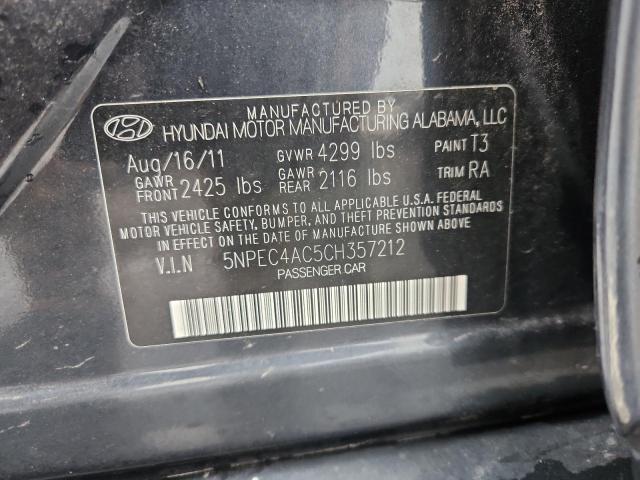 MANUFACTURED BY
HYUNDAI MOTOR MANUFACTURING ALABAMA, LLC
Aug/16/11 GVWR 4299 lbs PAINT T3
GAWR FRONT 2425 lbs GAWR REAR 2116 lbs TRIM RA
THIS VEHICLE CONFORMS TO ALL APPLICABLE U.S.A. FEDERAL
MOTOR VEHICLE SAFETY, BUMPER, AND THEFT PREVENTION STANDARDS
IN EFFECT ON THE DATE OF MANUFACTURE SHOWN ABOVE.
V.I.N 5NPEC4AC5CH357212
PASSENGER CAR